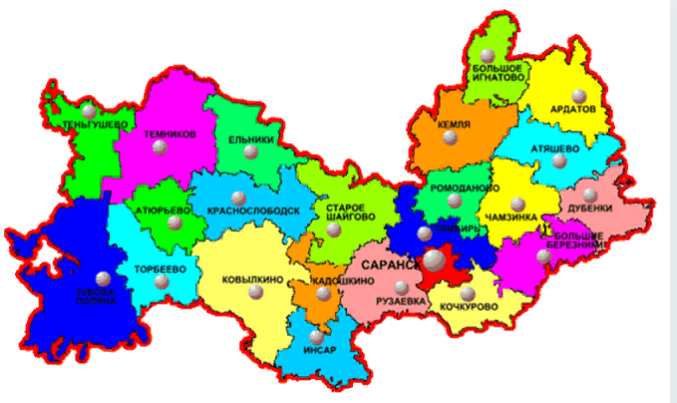 БОЛЬШОЕ
ИГНАТОВО
АРДАТОВ
ТЕНЬГУШЕВО
ТЕМНИКОВ
ЕЛЬНИКИ
КЕМЛЯ
АТЯШЕВО
АТЮРЬЕВО
КРАСНОСЛОБОДСК
СТАРОЕ
ШАЙГОВО
РОМОДАНОВО
ЧАМЗИНКА
ДУБЕНКИ
ЛЯМБИРЬ
БОЛЬШИЕ
БЕРЕЗНИКИ
ТОРБЕЕВО
САРАНСК
ЗУБОВА
ПОЛЯНА
КОВЫЛКИНО
КАДОШКИНО
РУЗАЕВКА
КОЧКУРОВО
ИНСАР